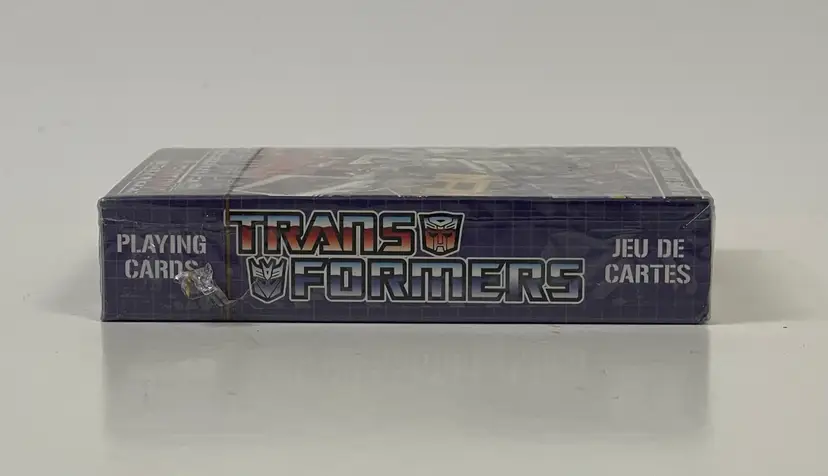 PLAYING
CARDS
TRANS
FORMERS
JEU DE
CARTES